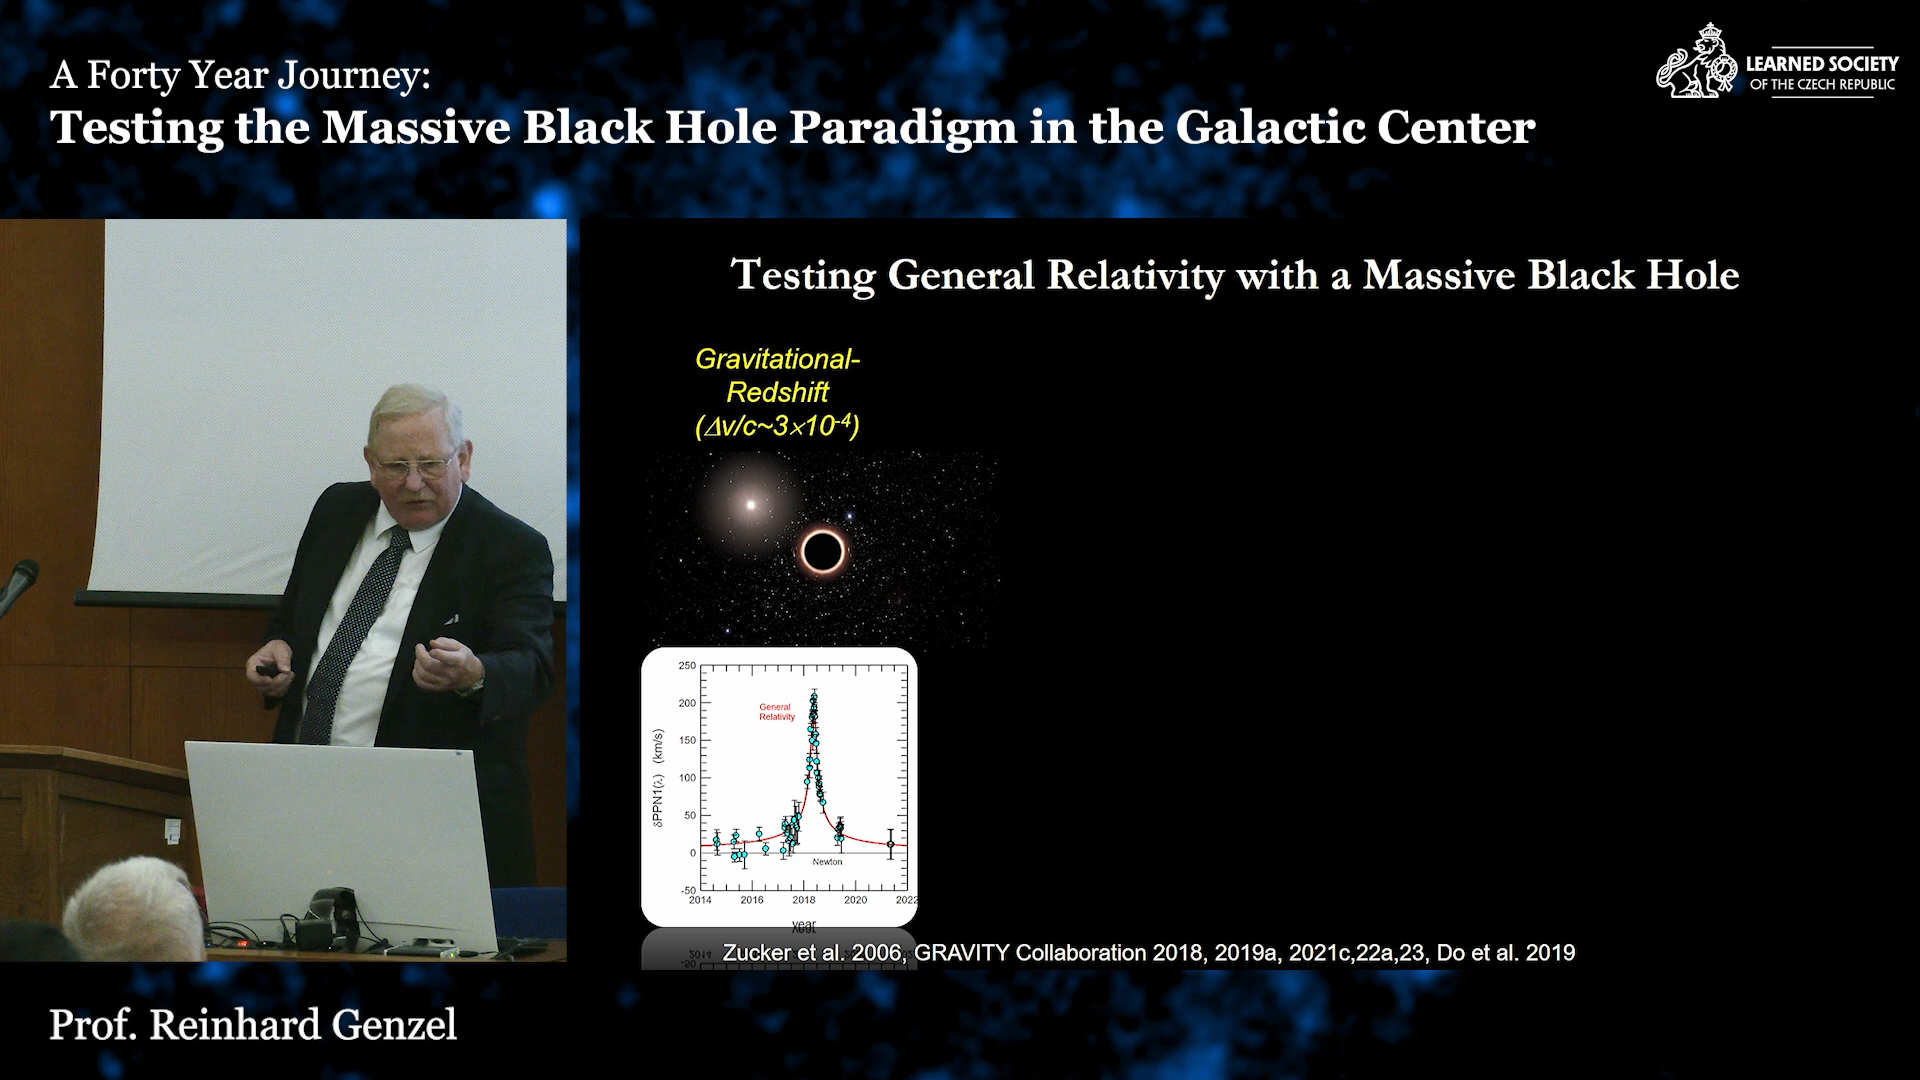 A Forty Year Journey:
Testing the Massive Black Hole Paradigm in the Galactic Center
LEARNED SOCIETY
OF THE CZECH REPUBLIC
Testing General Relativity with a Massive Black Hole
Gravitational-
Redshift
(Δv/c~3×10⁻⁴)
250
200
150
100
50
0
-50
δPPN1(λ) (km/s)
General
Relativity
Newton
2014 2016 2018 2020 2022
year
Zucker et al. 2006, GRAVITY Collaboration 2018, 2019a, 2021c,22a,23, Do et al. 2019
Prof. Reinhard Genzel